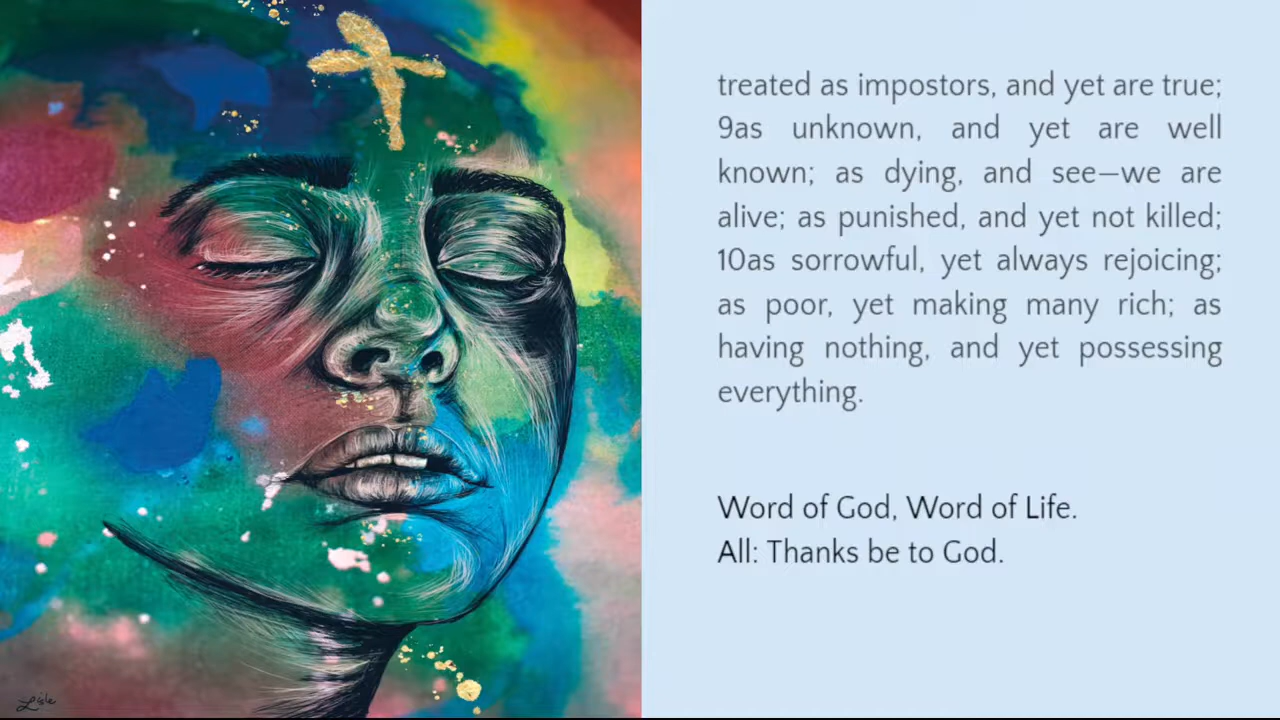 treated as impostors, and yet are true;
9as unknown, and yet are well
known; as dying, and see—we are
alive; as punished, and yet not killed;
10as sorrowful, yet always rejoicing;
as poor, yet making many rich; as
having nothing, and yet possessing
everything.
Word of God, Word of Life.
All: Thanks be to God.
Lisle